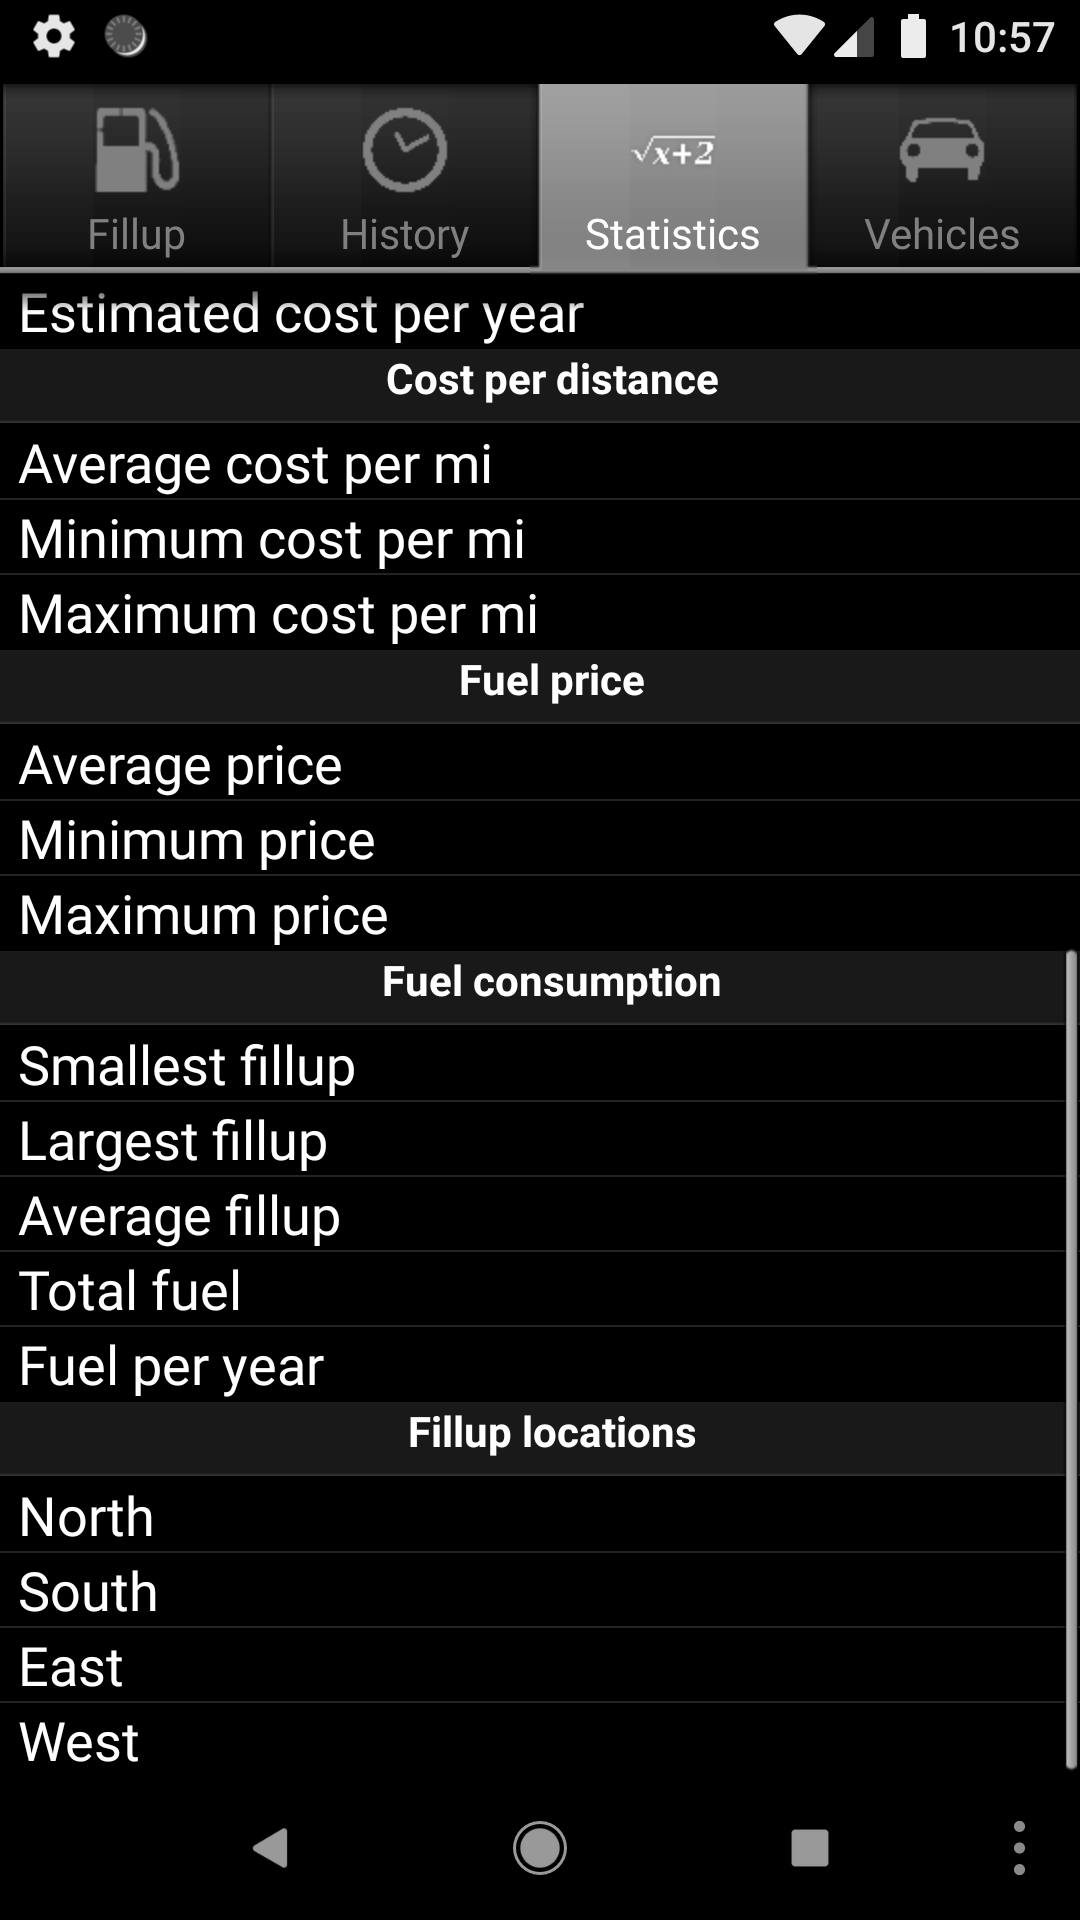 10:57
Fillup
History
√x+2
Statistics
Vehicles
Estimated cost per year
Cost per distance
Average cost per mi
Minimum cost per mi
Maximum cost per mi
Fuel price
Average price
Minimum price
Maximum price
Fuel consumption
Smallest fillup
Largest fillup
Average fillup
Total fuel
Fuel per year
Fillup locations
North
South
East
West